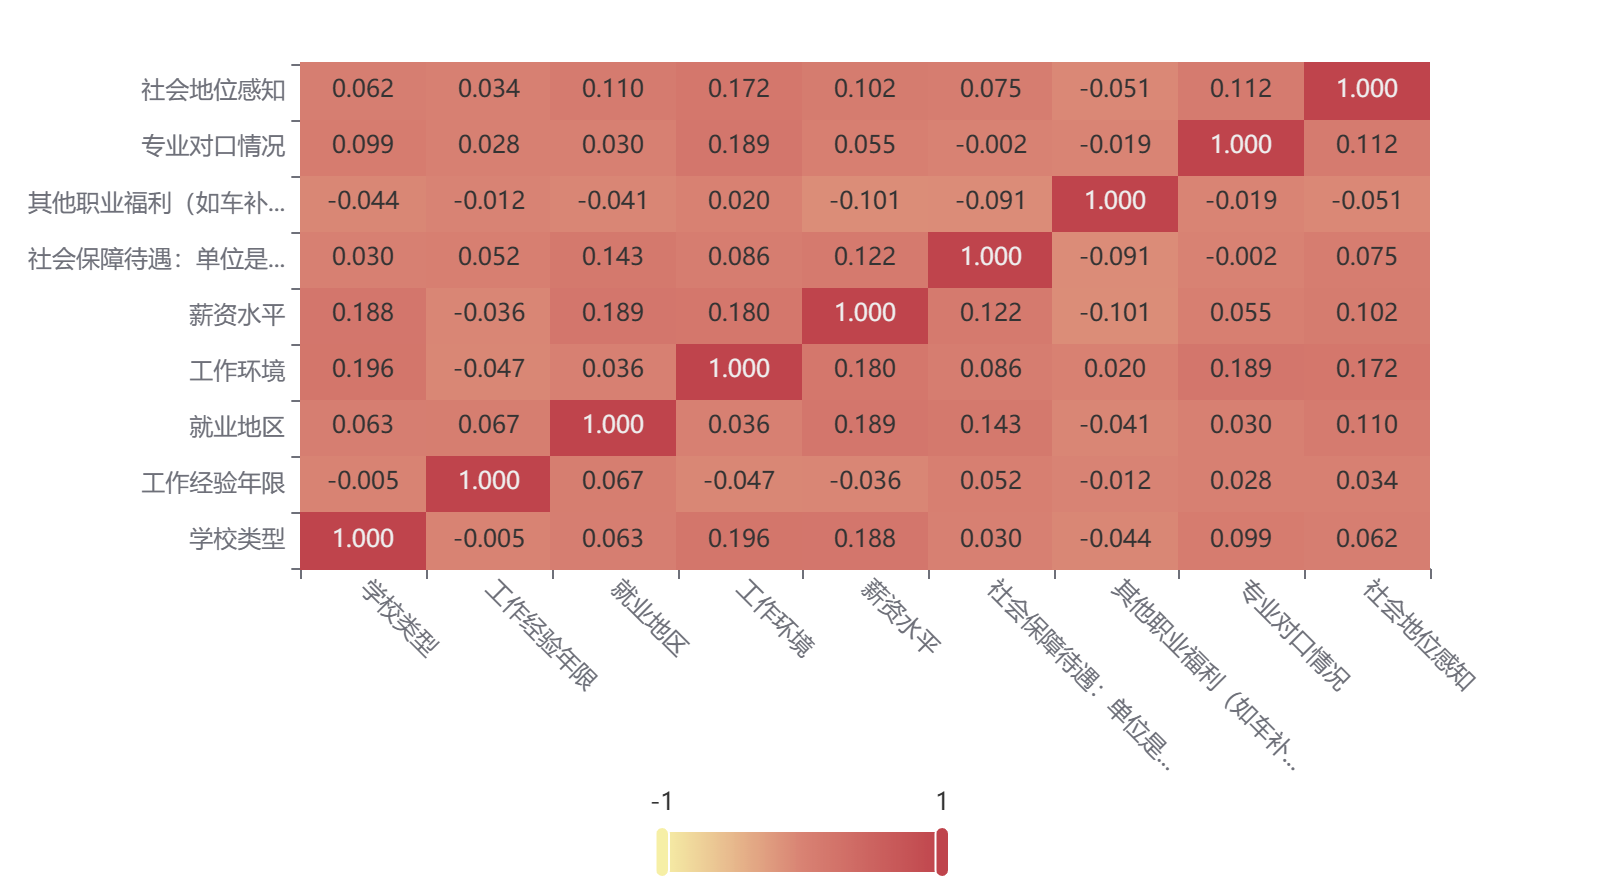 社会地位感知 0.062 0.034 0.110 0.172 0.102 0.075 -0.051 0.112 1.000
专业对口情况 0.099 0.028 0.030 0.189 0.055 -0.002 -0.019 1.000 0.112
其他职业福利（如车补... -0.044 -0.012 -0.041 0.020 -0.101 -0.091 1.000 -0.019 -0.051
社会保障待遇：单位是... 0.030 0.052 0.143 0.086 0.122 1.000 -0.091 -0.002 0.075
薪资水平 0.188 -0.036 0.189 0.180 1.000 0.122 -0.101 0.055 0.102
工作环境 0.196 -0.047 0.036 1.000 0.180 0.086 0.020 0.189 0.172
就业地区 0.063 0.067 1.000 0.036 0.189 0.143 -0.041 0.030 0.110
工作经验年限 -0.005 1.000 0.067 -0.047 -0.036 0.052 -0.012 0.028 0.034
学校类型 1.000 -0.005 0.063 0.196 0.188 0.030 -0.044 0.099 0.062
学校类型
工作经验年限
就业地区
工作环境
薪资水平
社会保障待遇：单位是...
其他职业福利（如车补...
专业对口情况
社会地位感知
-1 1